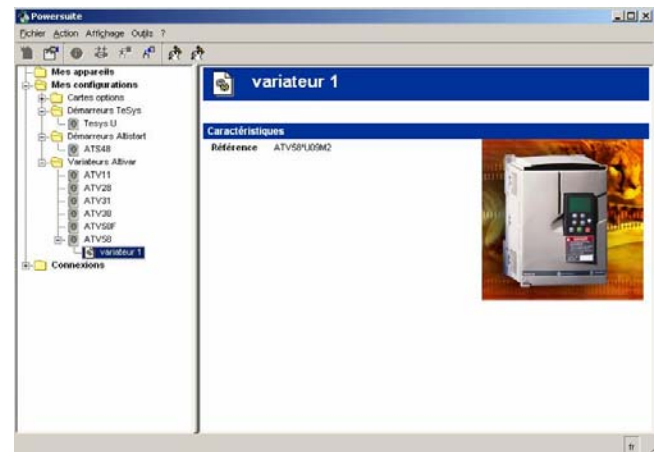 Powersuite
Fichier Action Affichage Outils ?
Mes appareils
Mes configurations
Cartes options
Démarreurs TeSys
Tesys U
Démarreurs Altistart
ATS48
Variateurs Altivar
ATV11
ATV28
ATV31
ATV38
ATV58F
ATV58
variateur 1
Connexions
variateur 1
Caractéristiques
Référence ATV58*U09M2
fr